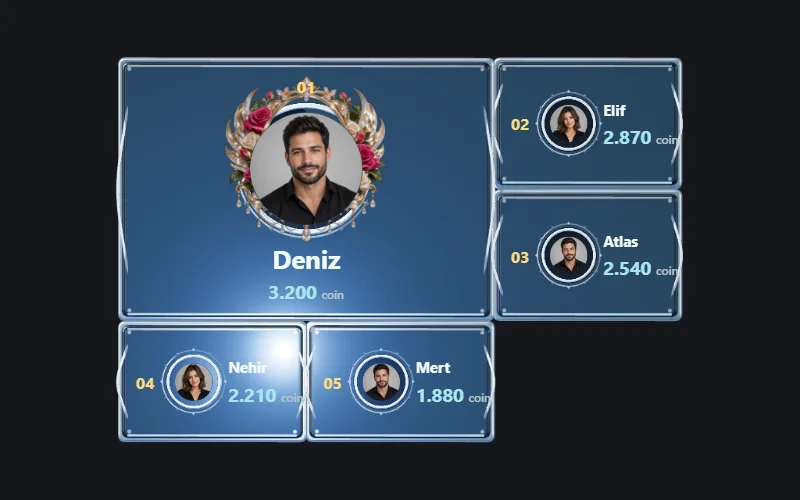 01
Deniz
3.200 coin
02
Elif
2.870 coin
03
Atlas
2.540 coin
04
Nehir
2.210 coin
05
Mert
1.880 coin